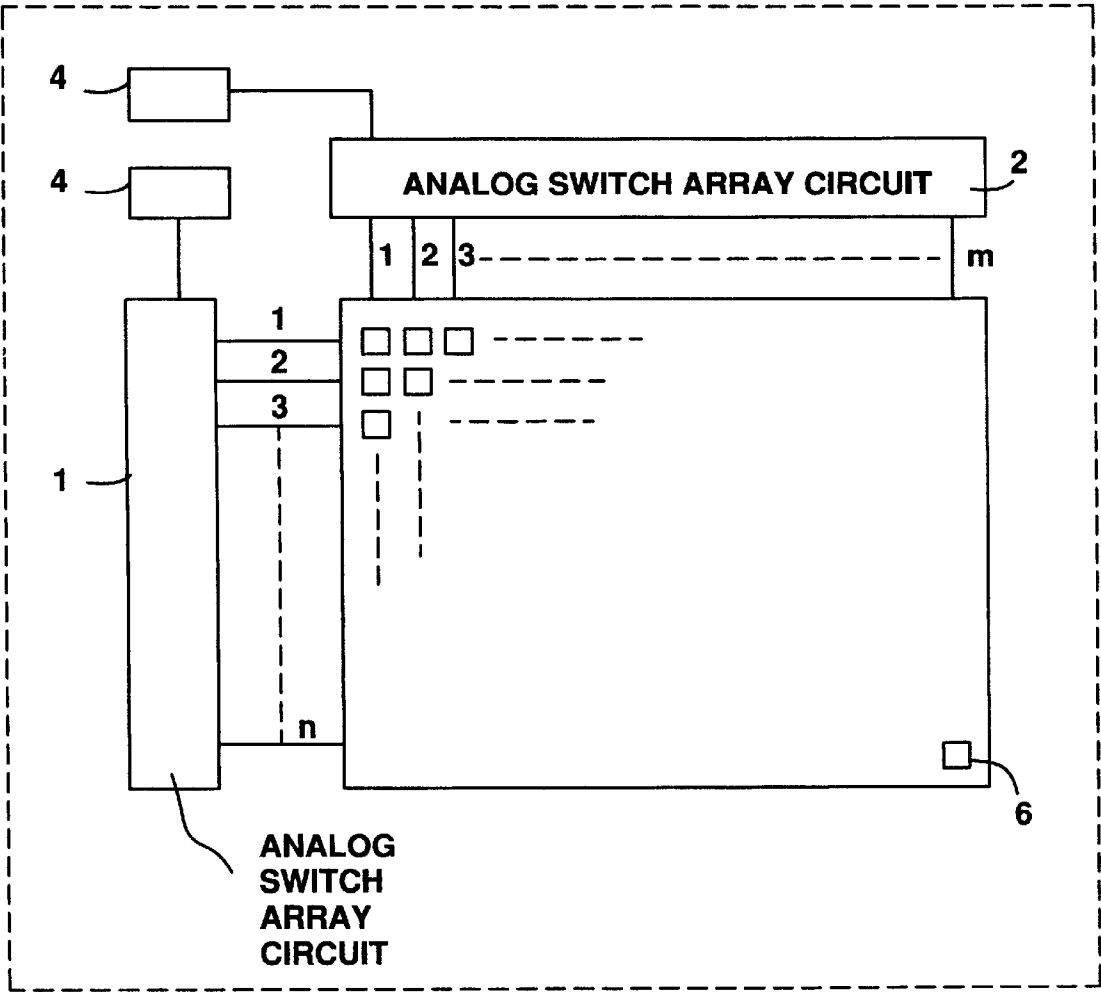 4
4
ANALOG SWITCH ARRAY CIRCUIT
2
1 2 3 m
1
2
3
1
n
6
ANALOG
SWITCH
ARRAY
CIRCUIT